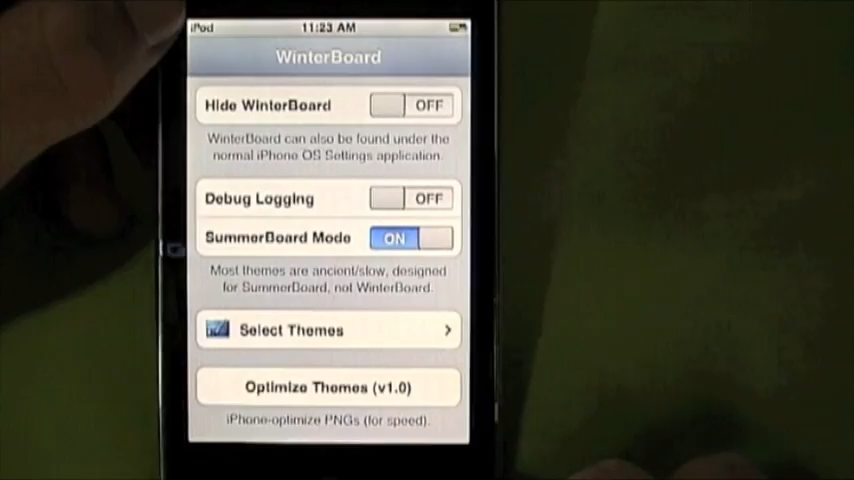 iPod 11:23 AM
WinterBoard
Hide WinterBoard OFF
WinterBoard can also be found under the
normal iPhone OS Settings application.
Debug Logging OFF
SummerBoard Mode ON
Most themes are ancient/slow, designed
for SummerBoard, not WinterBoard.
Select Themes
Optimize Themes (v1.0)
iPhone-optimize PNGs (for speed).